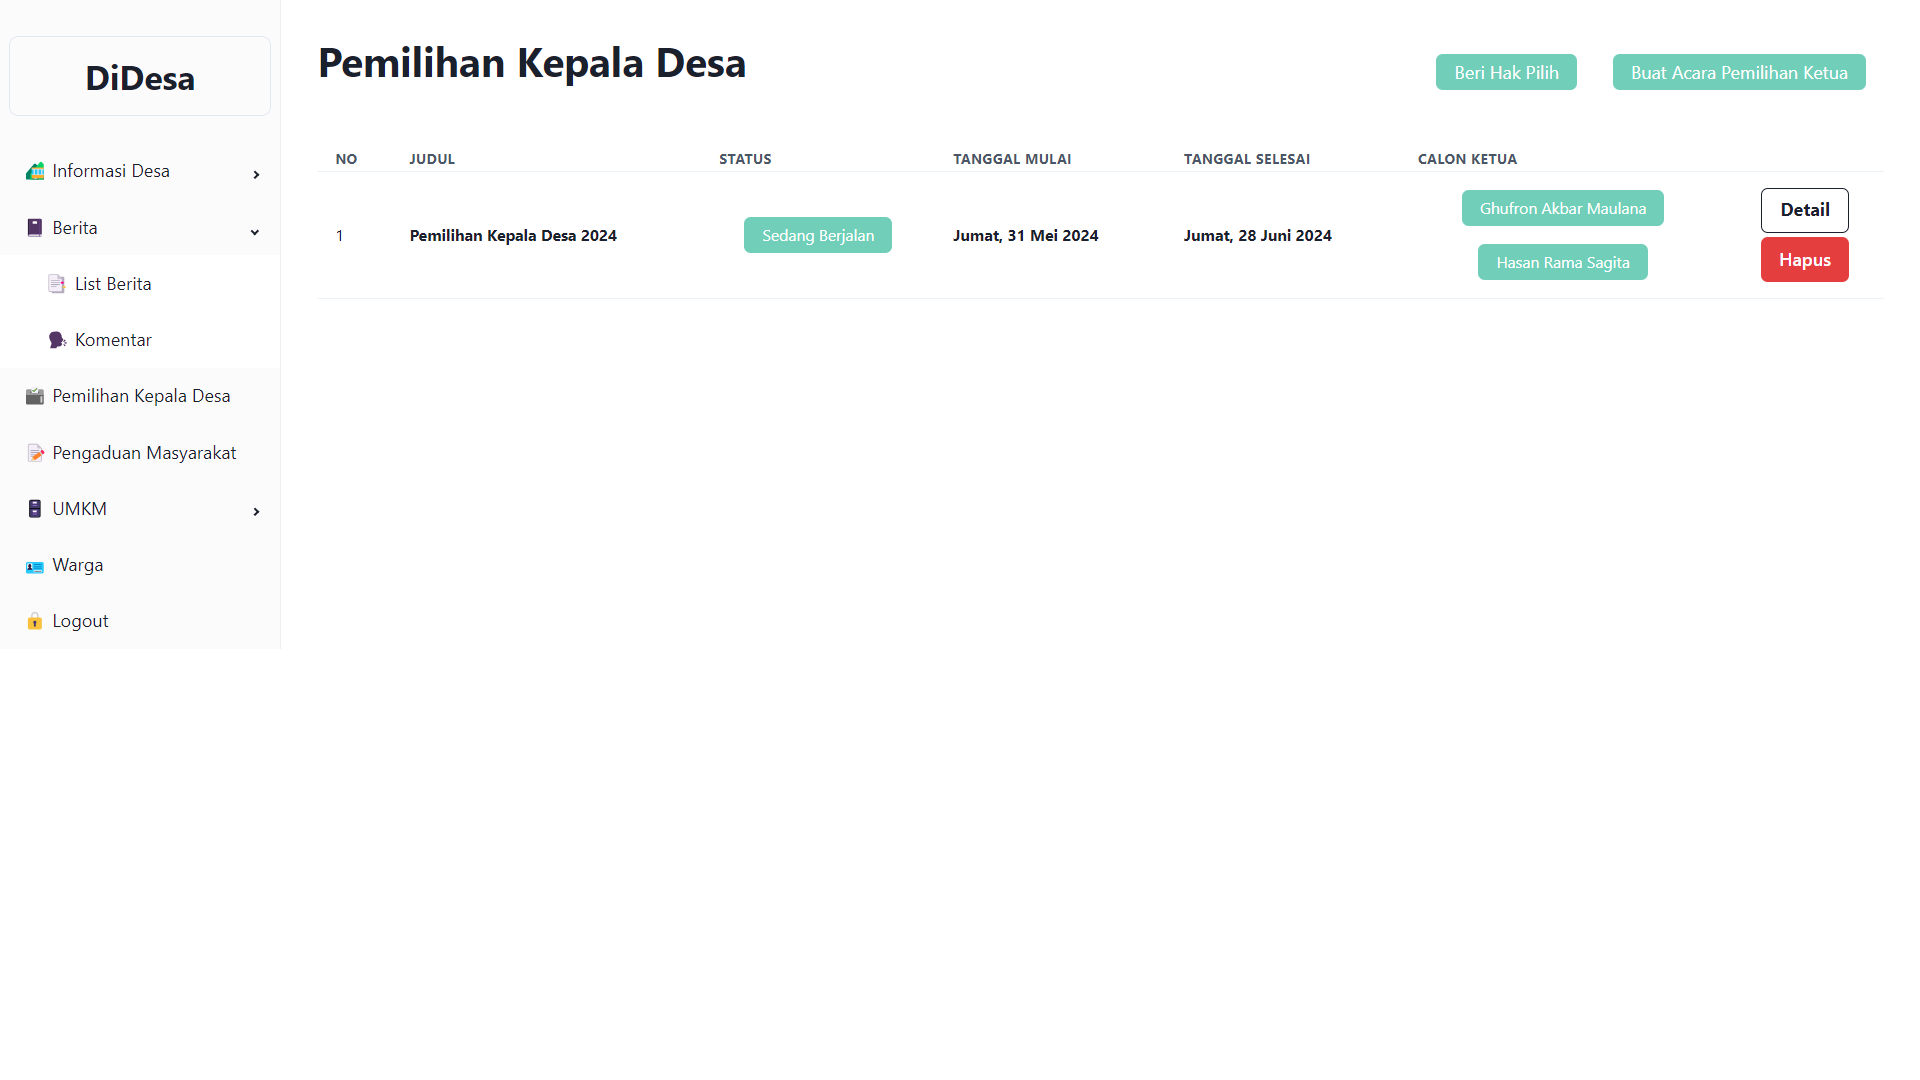 DiDesa
Informasi Desa
Berita
List Berita
Komentar
Pemilihan Kepala Desa
Pengaduan Masyarakat
UMKM
Warga
Logout
Pemilihan Kepala Desa
Beri Hak Pilih
Buat Acara Pemilihan Ketua
NO JUDUL STATUS TANGGAL MULAI TANGGAL SELESAI CALON KETUA
1 Pemilihan Kepala Desa 2024 Sedang Berjalan Jumat, 31 Mei 2024 Jumat, 28 Juni 2024
Ghufron Akbar Maulana
Hasan Rama Sagita
Detail
Hapus